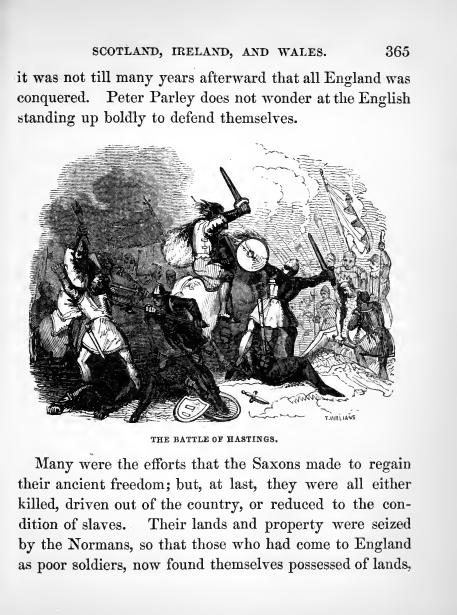 SCOTLAND, IRELAND, AND WALES. 365
it was not till many years afterward that all England was
conquered. Peter Parley does not wonder at the English
standing up boldly to defend themselves.
T. WILLIAMS
THE BATTLE OF HASTINGS.
Many were the efforts that the Saxons made to regain
their ancient freedom; but, at last, they were all either
killed, driven out of the country, or reduced to the con-
dition of slaves. Their lands and property were seized
by the Normans, so that those who had come to England
as poor soldiers, now found themselves possessed of lands,